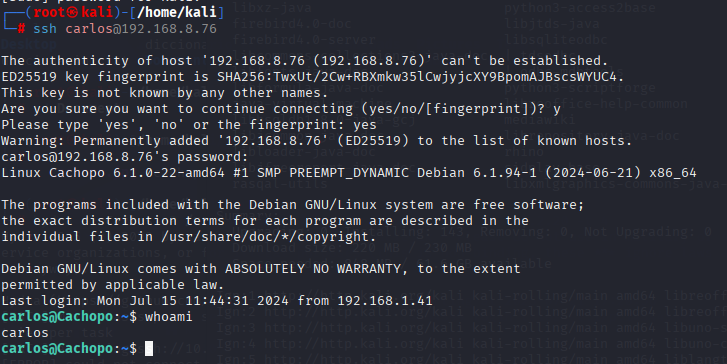 (root㉿kali)-[/home/kali]
# ssh carlos@192.168.8.76
The authenticity of host '192.168.8.76 (192.168.8.76)' can't be established.
ED25519 key fingerprint is SHA256:TwxUt/2Cw+RBXmkw35lCwjyjcXY9BpomAJBscsWYUC4.
This key is not known by any other names.
Are you sure you want to continue connecting (yes/no/[fingerprint])? y
Please type 'yes', 'no' or the fingerprint: yes
Warning: Permanently added '192.168.8.76' (ED25519) to the list of known hosts.
carlos@192.168.8.76's password:
Linux Cachopo 6.1.0-22-amd64 #1 SMP PREEMPT_DYNAMIC Debian 6.1.94-1 (2024-06-21) x86_64
The programs included with the Debian GNU/Linux system are free software;
the exact distribution terms for each program are described in the
individual files in /usr/share/doc/*/copyright.
Debian GNU/Linux comes with ABSOLUTELY NO WARRANTY, to the extent
permitted by applicable law.
Last login: Mon Jul 15 11:44:31 2024 from 192.168.1.41
carlos@Cachopo:~$ whoami
carlos
carlos@Cachopo:~$